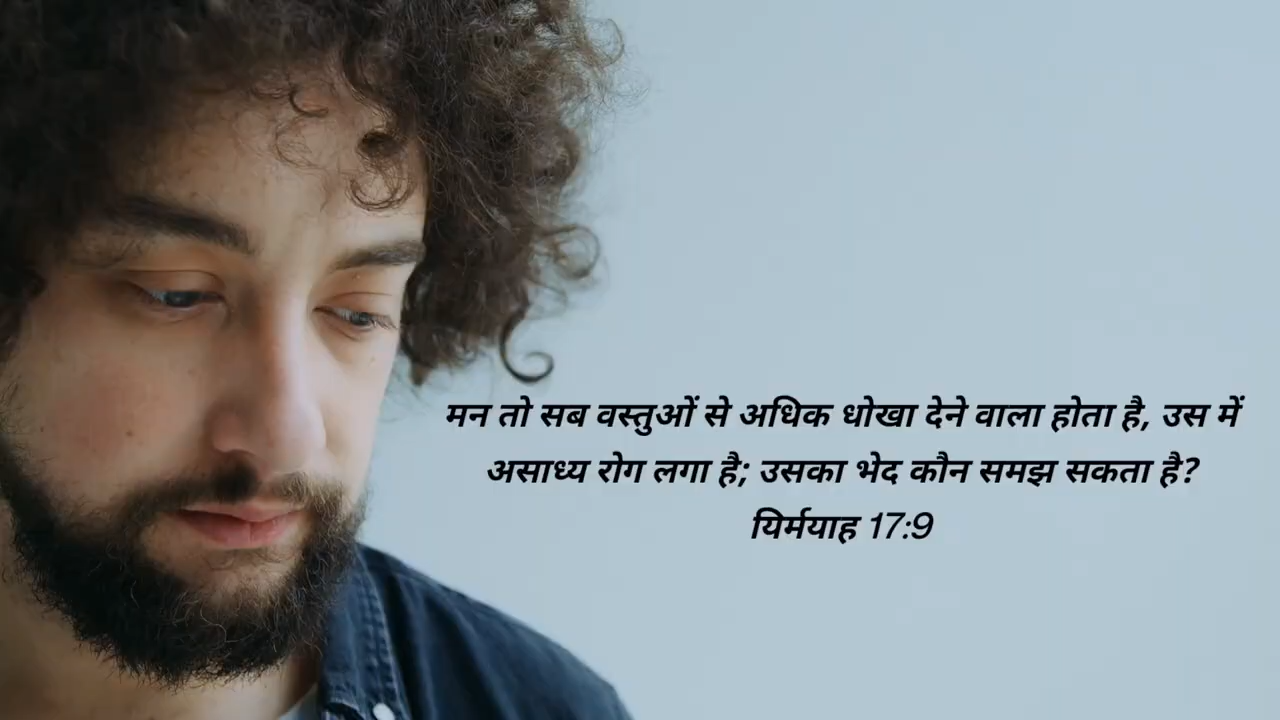 मन तो सब वस्तुओं से अधिक धोखा देने वाला होता है, उस में
असाध्य रोग लगा है; उसका भेद कौन समझ सकता है?
यिर्मयाह 17:9